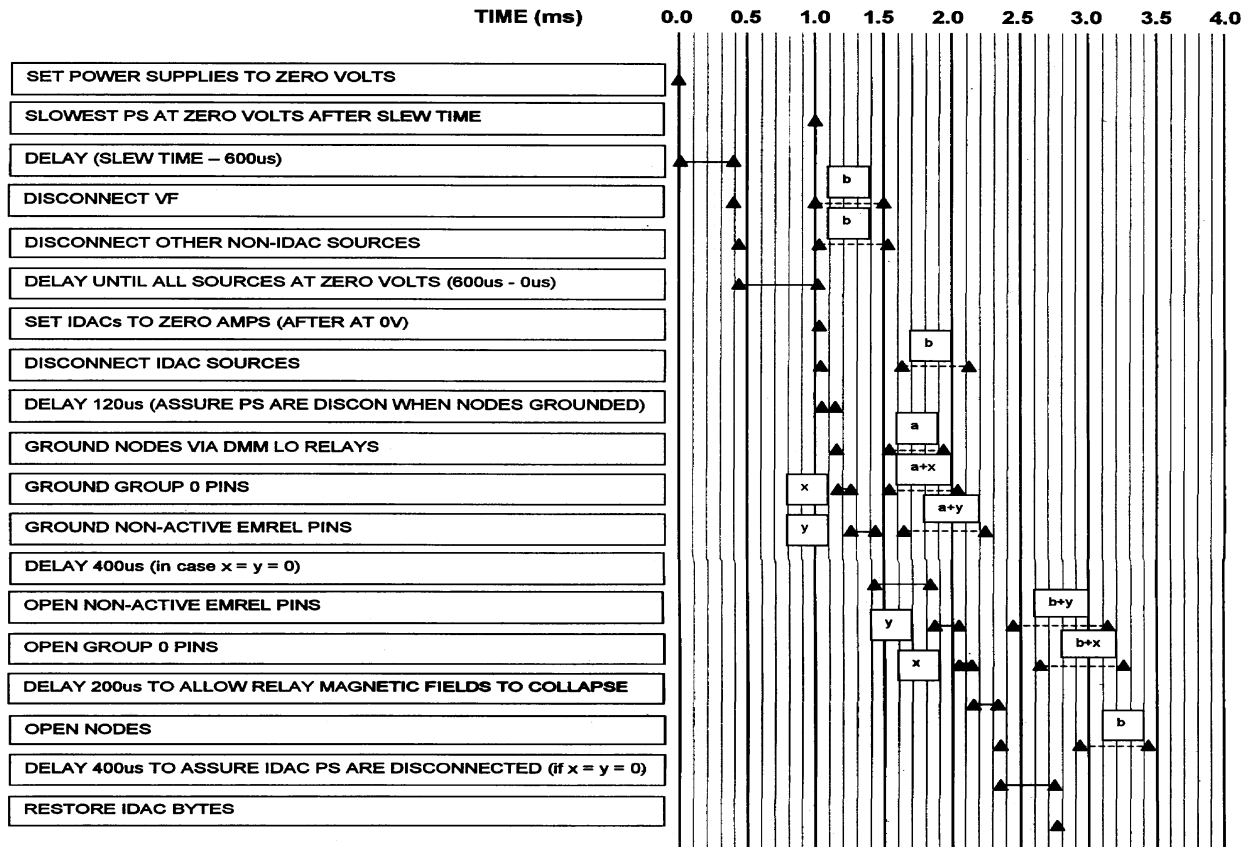 TIME (ms) 0.0 0.5 1.0 1.5 2.0 2.5 3.0 3.5 4.0
SET POWER SUPPLIES TO ZERO VOLTS
SLOWEST PS AT ZERO VOLTS AFTER SLEW TIME
DELAY (SLEW TIME – 600us)
b
DISCONNECT VF
b
DISCONNECT OTHER NON-IDAC SOURCES
DELAY UNTIL ALL SOURCES AT ZERO VOLTS (600us - 0us)
SET IDACs TO ZERO AMPS (AFTER AT 0V)
b
DISCONNECT IDAC SOURCES
DELAY 120us (ASSURE PS ARE DISCON WHEN NODES GROUNDED)
a
GROUND NODES VIA DMM LO RELAYS
a+x
GROUND GROUP 0 PINS x
a+y
GROUND NON-ACTIVE EMREL PINS y
DELAY 400us (in case x = y = 0)
b+y
OPEN NON-ACTIVE EMREL PINS y
b+x
OPEN GROUP 0 PINS x
DELAY 200us TO ALLOW RELAY MAGNETIC FIELDS TO COLLAPSE
b
OPEN NODES
DELAY 400us TO ASSURE IDAC PS ARE DISCONNECTED (if x = y = 0)
RESTORE IDAC BYTES